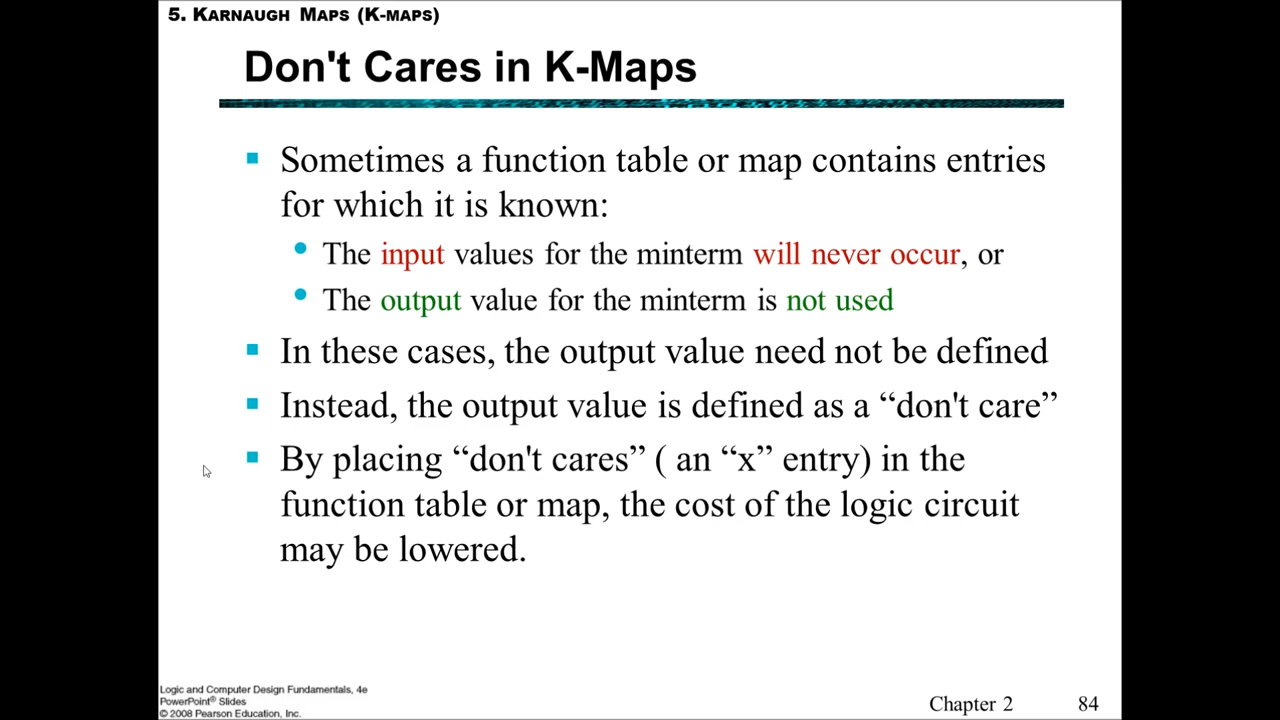 5. KARNAUGH MAPS (K-MAPS)
Don't Cares in K-Maps
Sometimes a function table or map contains entries
for which it is known:
The input values for the minterm will never occur, or
The output value for the minterm is not used
In these cases, the output value need not be defined
Instead, the output value is defined as a “don't care”
By placing “don't cares” ( an “x” entry) in the
function table or map, the cost of the logic circuit
may be lowered.
Logic and Computer Design Fundamentals, 4e
PowerPoint® Slides
© 2008 Pearson Education, Inc.
Chapter 2 84